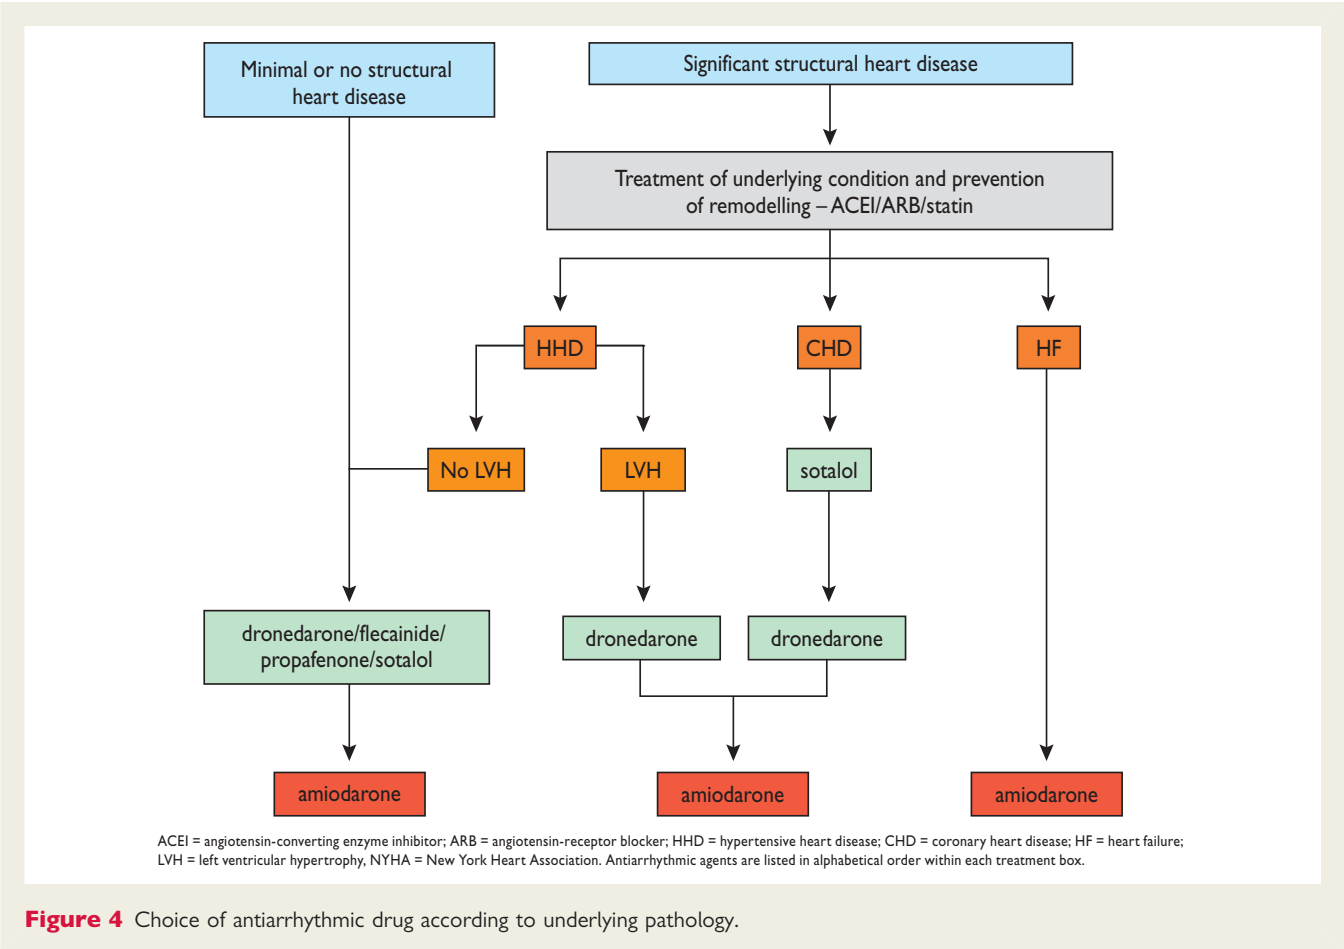 Minimal or no structural
heart disease
Significant structural heart disease
Treatment of underlying condition and prevention
of remodelling – ACEI/ARB/statin
HHD
CHD
HF
No LVH
LVH
sotalol
dronedarone/flecainide/
propafenone/sotalol
dronedarone
dronedarone
amiodarone
amiodarone
amiodarone
ACEI = angiotensin-converting enzyme inhibitor; ARB = angiotensin-receptor blocker; HHD = hypertensive heart disease; CHD = coronary heart disease; HF = heart failure;
LVH = left ventricular hypertrophy, NYHA = New York Heart Association. Antiarrhythmic agents are listed in alphabetical order within each treatment box.
Figure 4 Choice of antiarrhythmic drug according to underlying pathology.